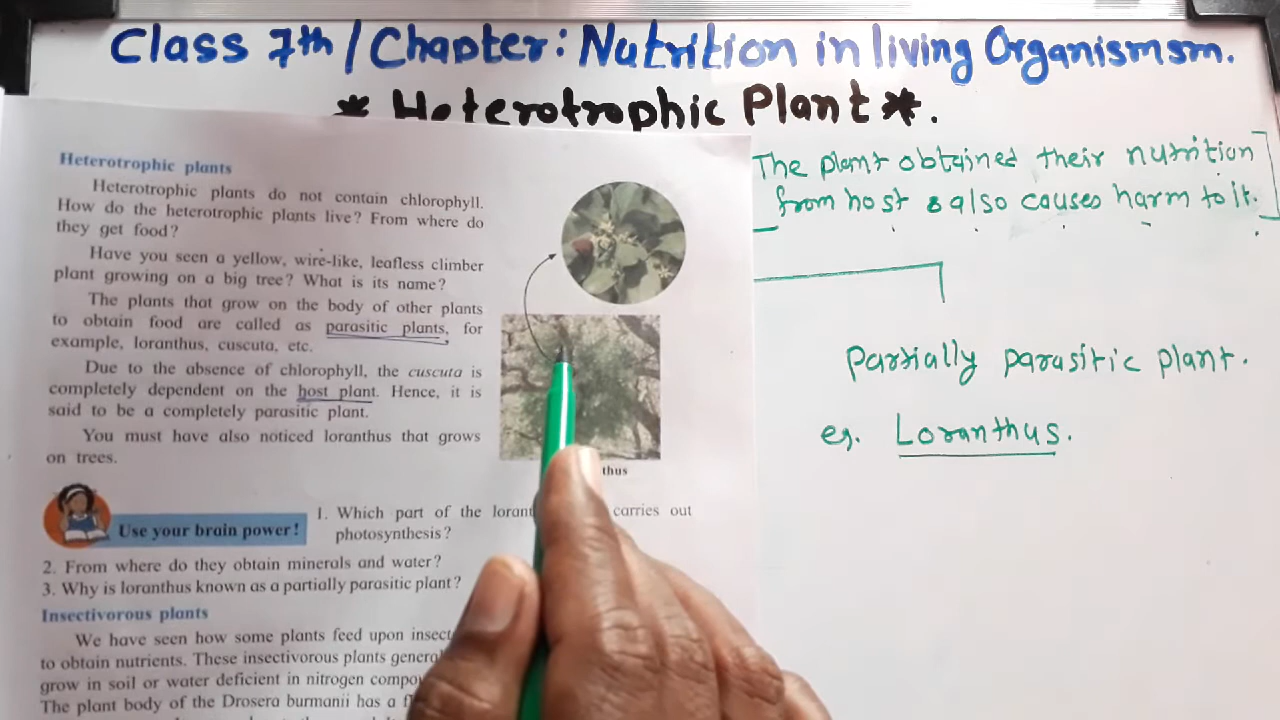 Class 7th / Chapter: Nutrition in living Organismsm.
* Heterotrophic Plant *.
Heterotrophic plants
Heterotrophic plants do not contain chlorophyll.
How do the heterotrophic plants live? From where do
they get food?
Have you seen a yellow, wire-like, leafless climber
plant growing on a big tree? What is its name?
The plants that grow on the body of other plants
to obtain food are called as parasitic plants, for
example, loranthus, cuscuta, etc.
Due to the absence of chlorophyll, the cuscuta is
completely dependent on the host plant. Hence, it is
said to be a completely parasitic plant.
You must have also noticed loranthus that grows
on trees.
thus
Use your brain power!
1. Which part of the lorant carries out
photosynthesis?
2. From where do they obtain minerals and water?
3. Why is loranthus known as a partially parasitic plant?
Insectivorous plants
We have seen how some plants feed upon insect
to obtain nutrients. These insectivorous plants general
grow in soil or water deficient in nitrogen compou
The plant body of the Drosera burmanii has a f
[The plant obtained their nutrition
from host & also causes harm to it.]
Partially parasitic plant.
eg. Loranthus.